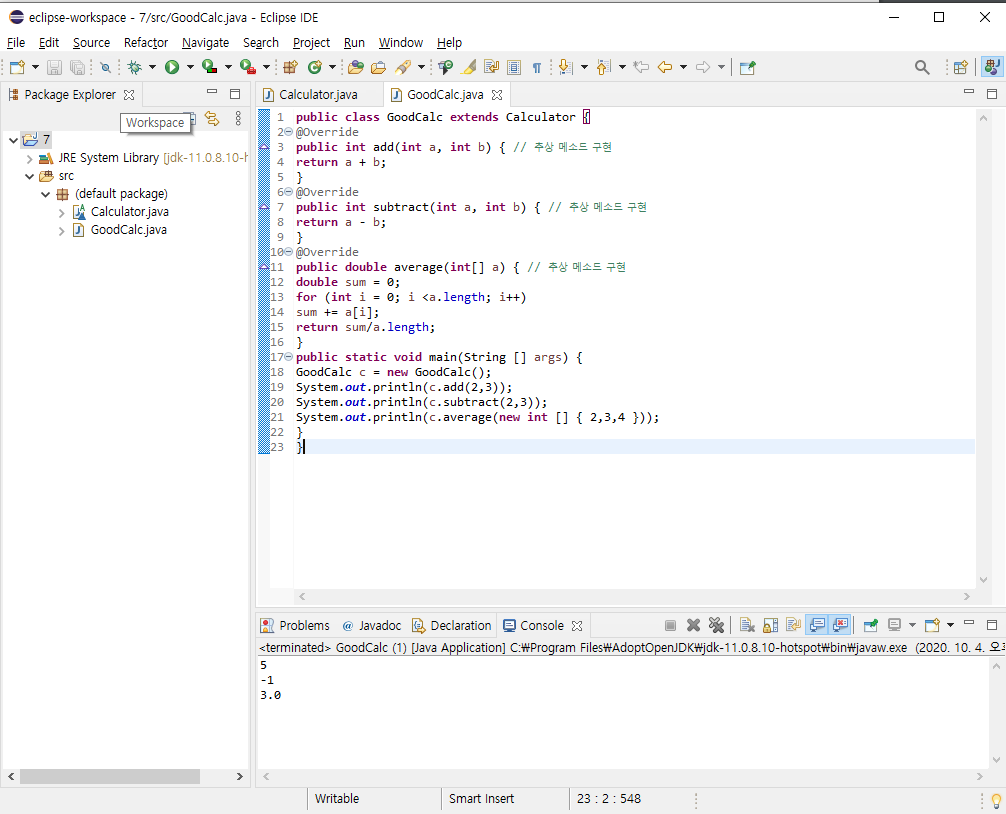 eclipse-workspace - 7/src/GoodCalc.java - Eclipse IDE
File Edit Source Refactor Navigate Search Project Run Window Help
Package Explorer
Workspace
7
JRE System Library [jdk-11.0.8.10-h
src
(default package)
Calculator.java
GoodCalc.java
Calculator.java GoodCalc.java
1 public class GoodCalc extends Calculator {
2 @Override
3 public int add(int a, int b) { // 추상 메소드 구현
4 return a + b;
5 }
6 @Override
7 public int subtract(int a, int b) { // 추상 메소드 구현
8 return a - b;
9 }
10 @Override
11 public double average(int[] a) { // 추상 메소드 구현
12 double sum = 0;
13 for (int i = 0; i <a.length; i++)
14 sum += a[i];
15 return sum/a.length;
16 }
17 public static void main(String [] args) {
18 GoodCalc c = new GoodCalc();
19 System.out.println(c.add(2,3));
20 System.out.println(c.subtract(2,3));
21 System.out.println(c.average(new int [] { 2,3,4 }));
22 }
23 }
Problems @ Javadoc Declaration Console
<terminated> GoodCalc (1) [Java Application] C:₩Program Files₩AdoptOpenJDK₩jdk-11.0.8.10-hotspot₩bin₩javaw.exe (2020. 10. 4. 오
5
-1
3.0
Writable Smart Insert 23 : 2 : 548